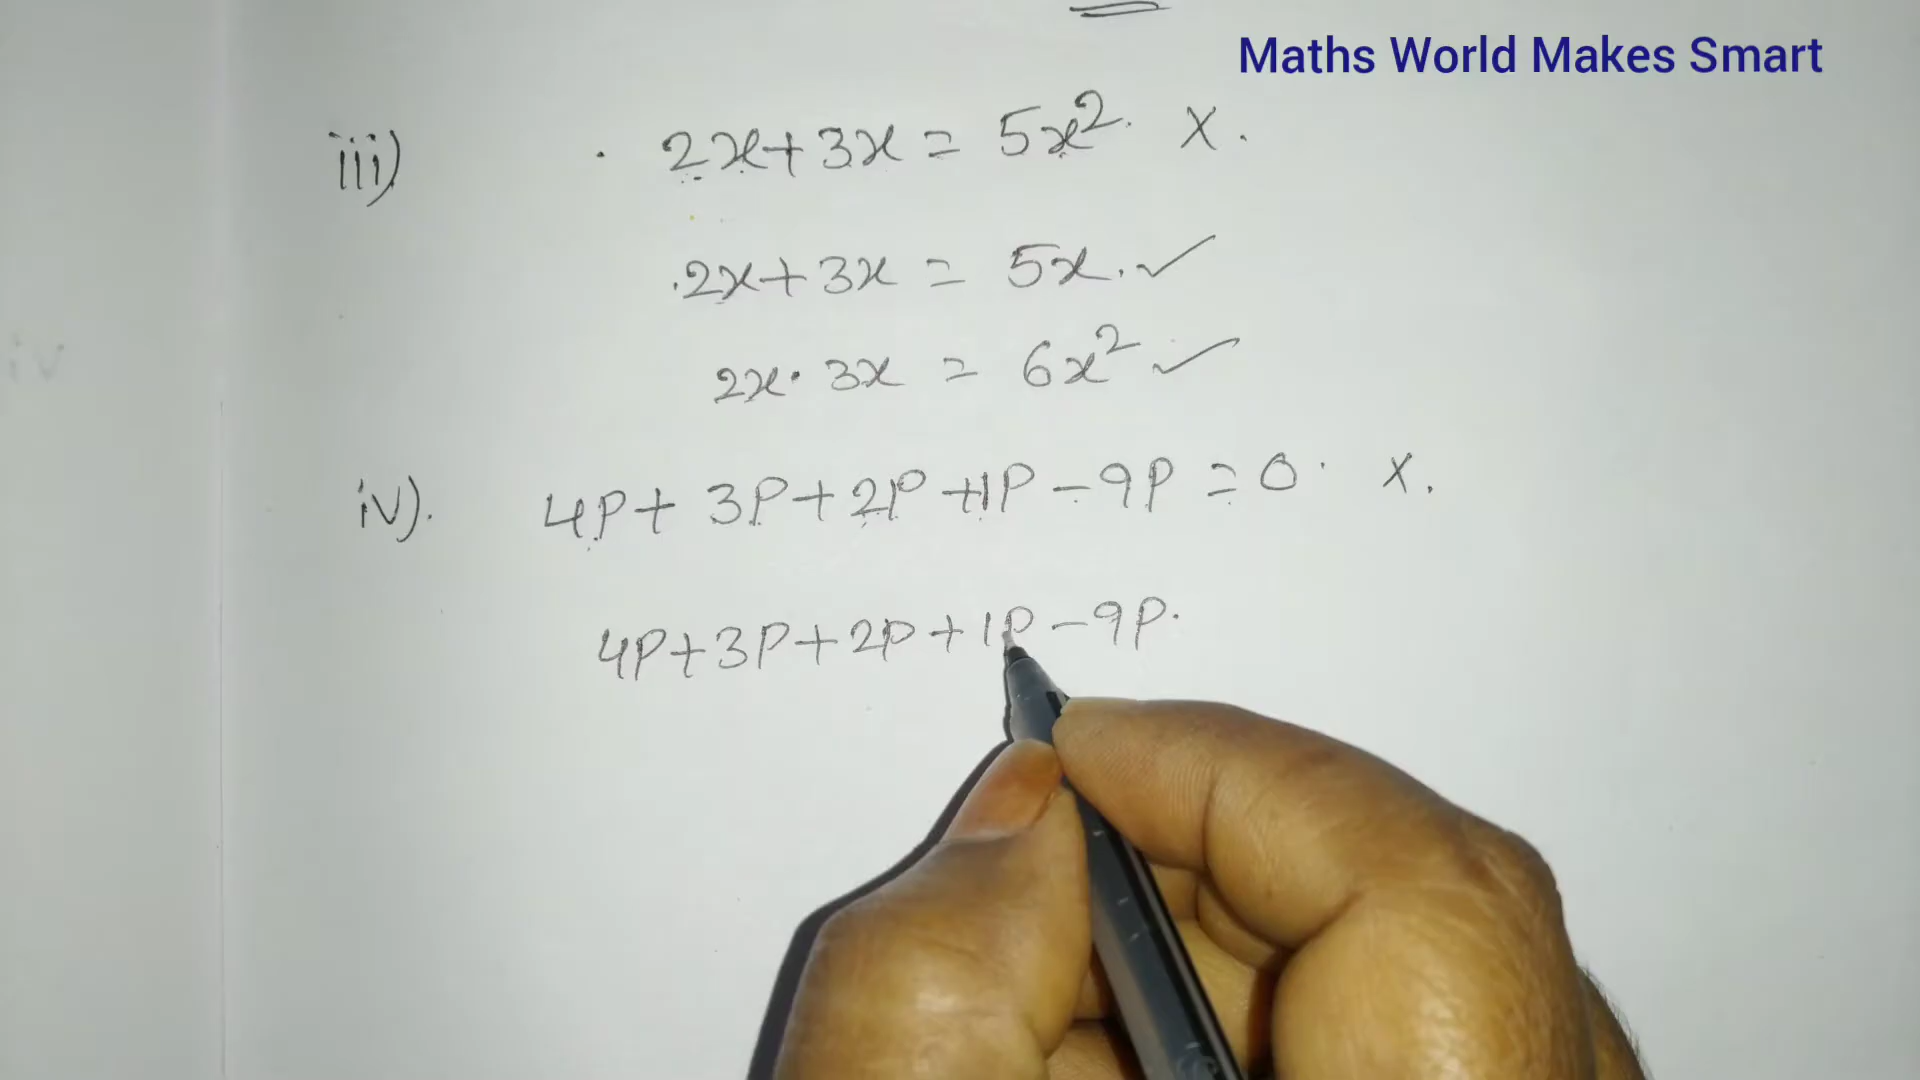 Maths World Makes Smart
iii) 2x+3x = 5x². X.
2x+3x = 5x. ✓
2x·3x = 6x² ✓
iv
iv). 4P+3P+2P+1P-9P=0. X.
4P+3P+2P+1P-9P.